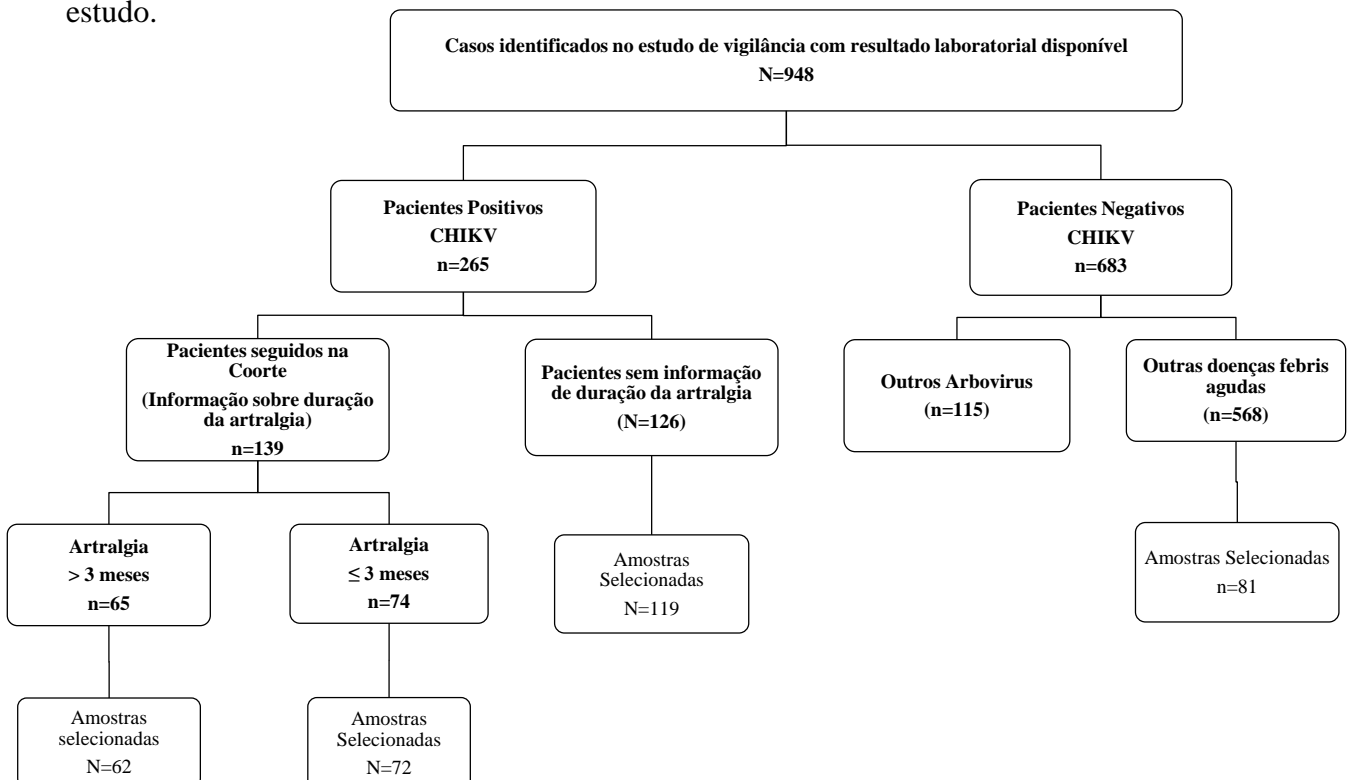 estudo.
Casos identificados no estudo de vigilância com resultado laboratorial disponível
N=948
Pacientes Positivos
CHIKV
n=265
Pacientes Negativos
CHIKV
n=683
Pacientes seguidos na
Coorte
(Informação sobre duração
da artralgia)
n=139
Pacientes sem informação
de duração da artralgia
(N=126)
Outros Arbovirus
(n=115)
Outras doenças febris
agudas
(n=568)
Artralgia
> 3 meses
n=65
Artralgia
≤ 3 meses
n=74
Amostras
Selecionadas
N=119
Amostras Selecionadas
n=81
Amostras
selecionadas
N=62
Amostras
Selecionadas
N=72